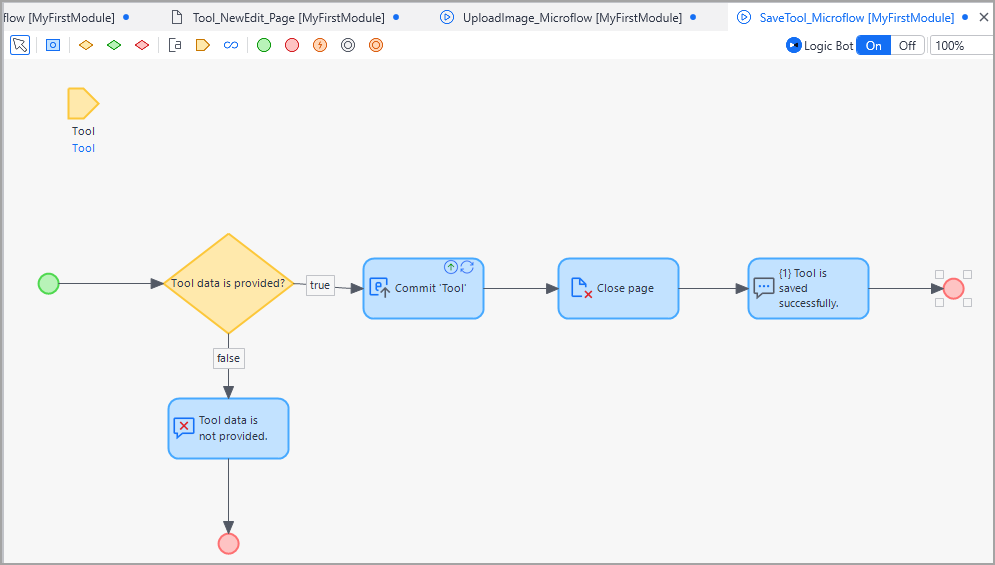 flow [MyFirstModule]
Tool_NewEdit_Page [MyFirstModule]
UploadImage_Microflow [MyFirstModule]
SaveTool_Microflow [MyFirstModule]
Logic Bot On Off 100%
Tool
Tool
Tool data is provided?
true
Commit 'Tool'
Close page
{1} Tool is
saved
successfully.
false
Tool data is
not provided.